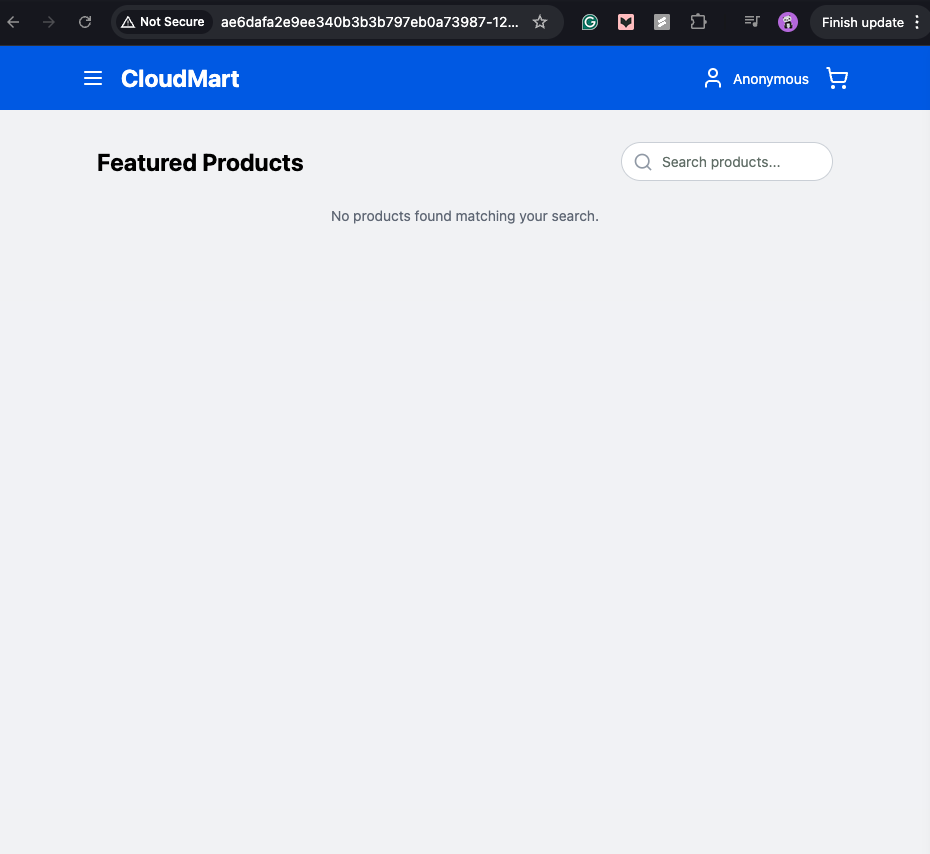 Not Secure ae6dafa2e9ee340b3b3b797eb0a73987-12... Finish update
CloudMart Anonymous
Featured Products Search products...
No products found matching your search.